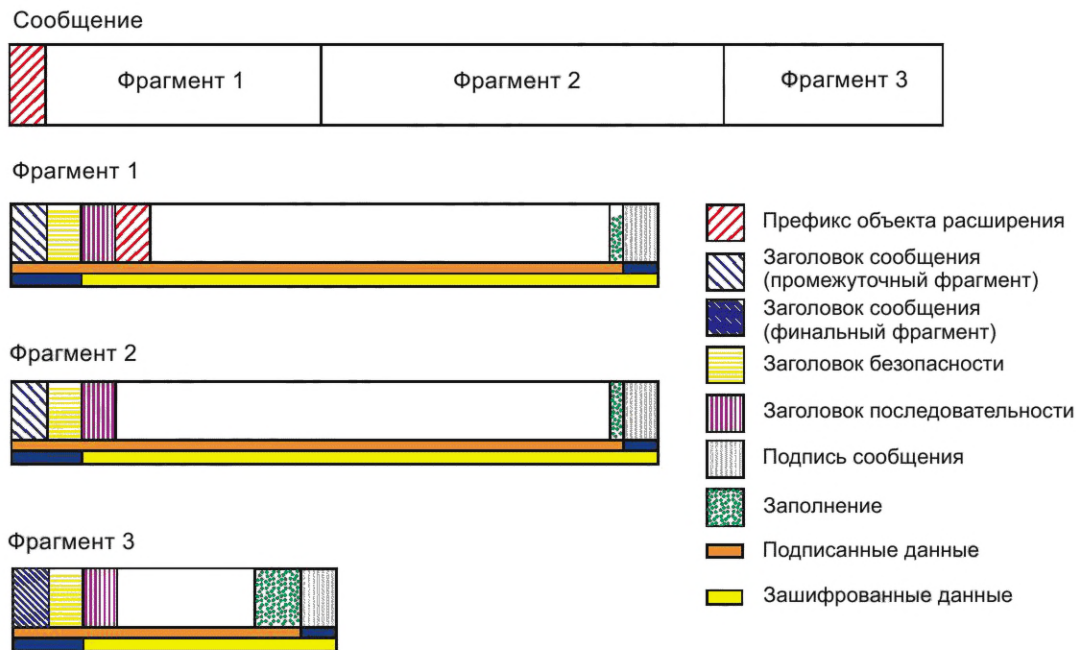 Сообщение
Фрагмент 1
Фрагмент 2
Фрагмент 3
Фрагмент 1
Фрагмент 2
Фрагмент 3
Префикс объекта расширения
Заголовок сообщения
(промежуточный фрагмент)
Заголовок сообщения
(финальный фрагмент)
Заголовок безопасности
Заголовок последовательности
Подпись сообщения
Заполнение
Подписанные данные
Зашифрованные данные